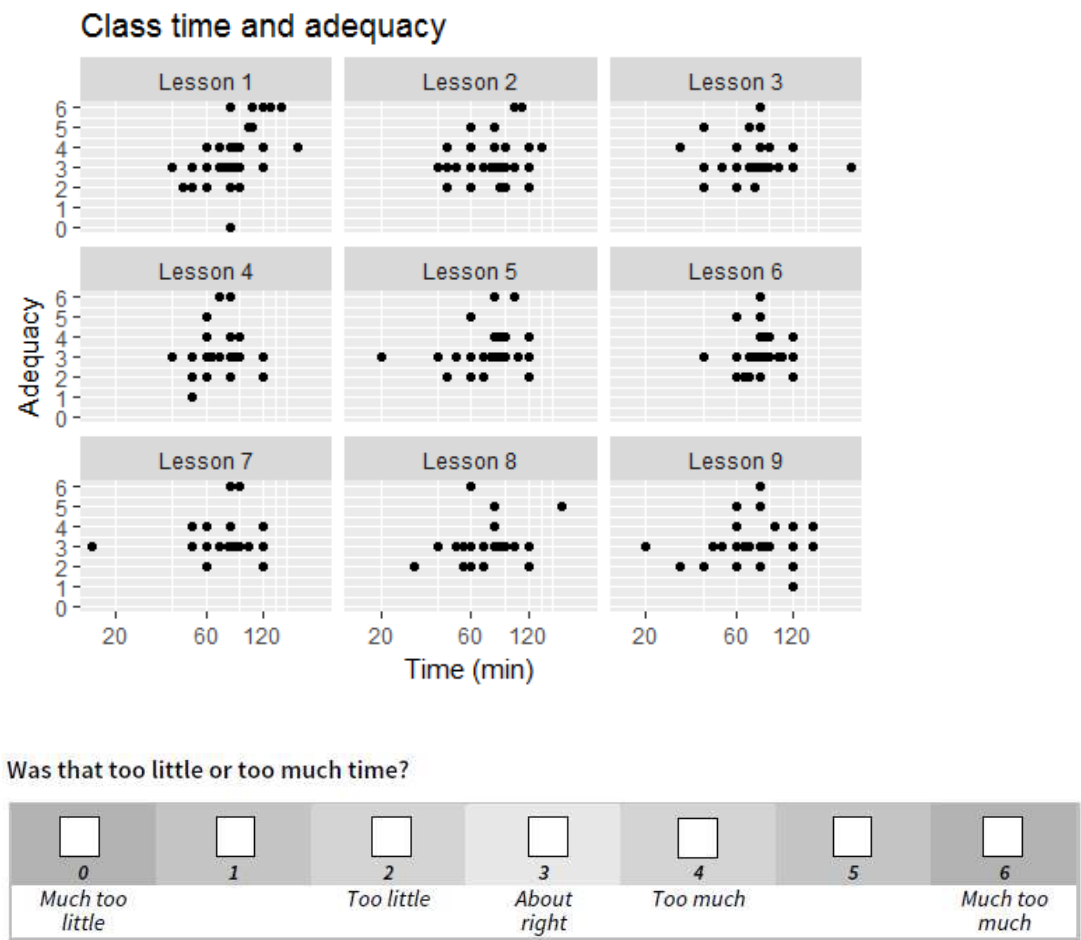 Class time and adequacy
Lesson 1 Lesson 2 Lesson 3
6
5
4
3
2
1
0
Lesson 4 Lesson 5 Lesson 6
6
5
4
3
2
1
0
Adequacy
Lesson 7 Lesson 8 Lesson 9
6
5
4
3
2
1
0
20 60 120 20 60 120 20 60 120
Time (min)
Was that too little or too much time?
0 1 2 3 4 5 6
Much too little Too little About right Too much Much too much